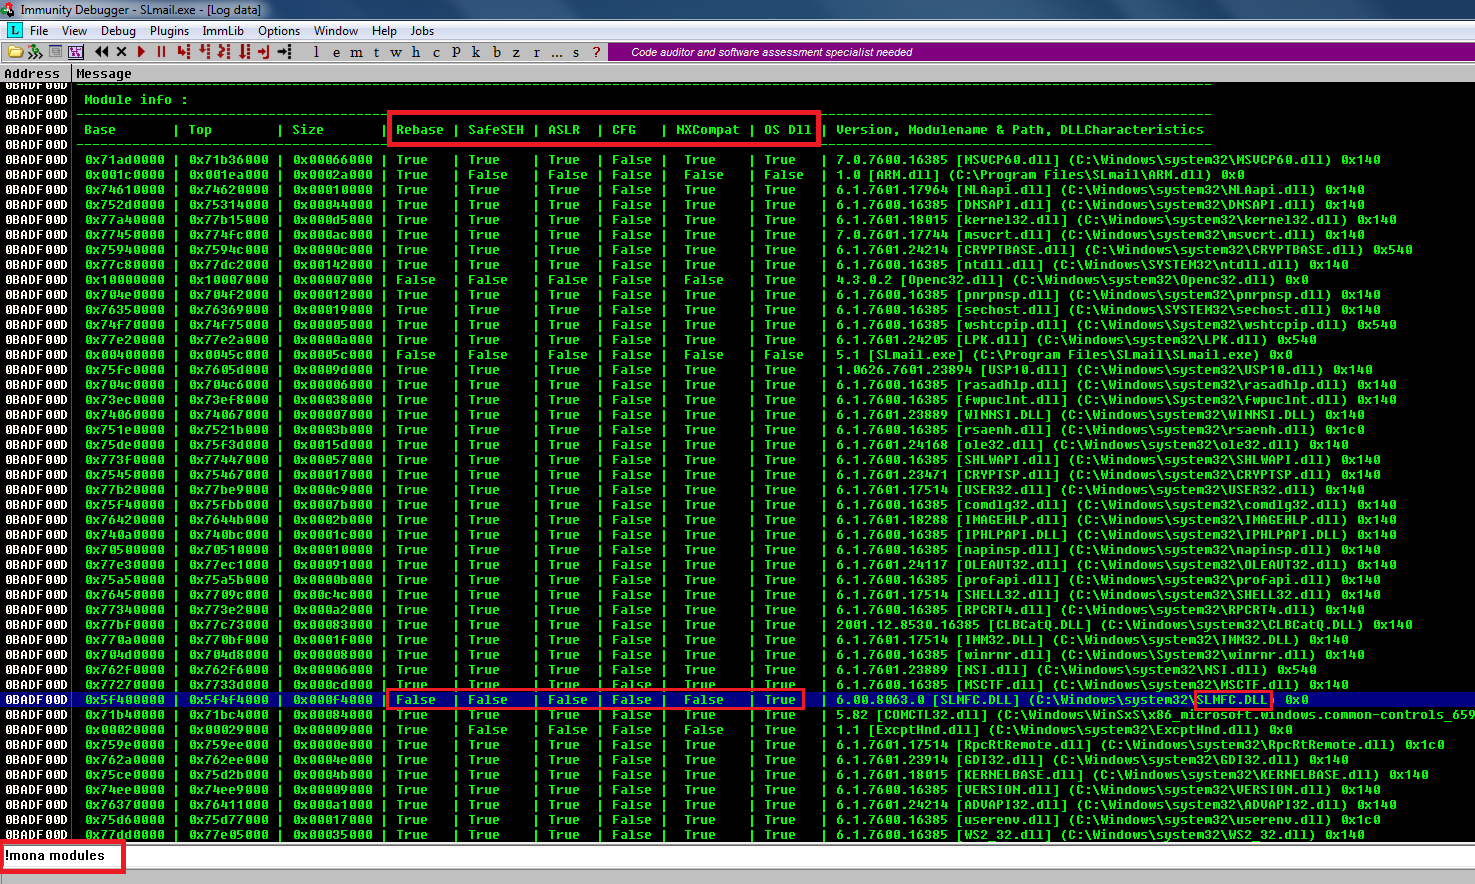 Immunity Debugger - SLmail.exe - [Log data]
L File View Debug Plugins ImmLib Options Window Help Jobs
l e m t w h c p k b z r ... s ? Code auditor and software assessment specialist needed
Address Message
0BADF00D
0BADF00D Module info :
0BADF00D
0BADF00D Base | Top | Size | Rebase | SafeSEH | ASLR | CFG | NXCompat | OS Dll | Version, Modulename & Path, DLLCharacteristics
0BADF00D
0BADF00D 0x71ad0000 | 0x71b36000 | 0x00066000 | True | True | True | False | True | True | 7.0.7600.16385 [MSVCP60.dll] (C:\Windows\system32\MSVCP60.dll) 0x140
0BADF00D 0x001c0000 | 0x001ea000 | 0x0002a000 | True | False | False | False | False | False | 1.0 [ARM.dll] (C:\Program Files\SLmail\ARM.dll) 0x0
0BADF00D 0x74610000 | 0x74620000 | 0x00010000 | True | True | True | False | True | True | 6.1.7601.17964 [NLAapi.dll] (C:\Windows\system32\NLAapi.dll) 0x140
0BADF00D 0x752d0000 | 0x75314000 | 0x00044000 | True | True | True | False | True | True | 6.1.7600.16385 [DNSAPI.dll] (C:\Windows\system32\DNSAPI.dll) 0x140
0BADF00D 0x77a40000 | 0x77b15000 | 0x000d5000 | True | True | True | False | True | True | 6.1.7601.18015 [kernel32.dll] (C:\Windows\system32\kernel32.dll) 0x140
0BADF00D 0x77450000 | 0x774fc000 | 0x000ac000 | True | True | True | False | True | True | 7.0.7601.17744 [msvcrt.dll] (C:\Windows\system32\msvcrt.dll) 0x140
0BADF00D 0x75940000 | 0x7594c000 | 0x0000c000 | True | True | True | False | True | True | 6.1.7601.24214 [CRYPTBASE.dll] (C:\Windows\system32\CRYPTBASE.dll) 0x540
0BADF00D 0x77c80000 | 0x77dc2000 | 0x00142000 | True | True | True | False | True | True | 6.1.7600.16385 [ntdll.dll] (C:\Windows\SYSTEM32\ntdll.dll) 0x140
0BADF00D 0x10000000 | 0x10007000 | 0x00007000 | False | False | False | False | False | True | 4.3.0.2 [Openc32.dll] (C:\Windows\system32\Openc32.dll) 0x0
0BADF00D 0x704e0000 | 0x704f2000 | 0x00012000 | True | True | True | False | True | True | 6.1.7600.16385 [pnrpnsp.dll] (C:\Windows\system32\pnrpnsp.dll) 0x140
0BADF00D 0x76350000 | 0x76369000 | 0x00019000 | True | True | True | False | True | True | 6.1.7600.16385 [sechost.dll] (C:\Windows\SYSTEM32\sechost.dll) 0x140
0BADF00D 0x74f70000 | 0x74f75000 | 0x00005000 | True | True | True | False | True | True | 6.1.7600.16385 [wshtcpip.dll] (C:\Windows\System32\wshtcpip.dll) 0x540
0BADF00D 0x77e20000 | 0x77e2a000 | 0x0000a000 | True | True | True | False | True | True | 6.1.7601.24205 [LPK.dll] (C:\Windows\system32\LPK.dll) 0x540
0BADF00D 0x00400000 | 0x0045c000 | 0x0005c000 | False | False | False | False | False | False | 5.1 [SLmail.exe] (C:\Program Files\SLmail\SLmail.exe) 0x0
0BADF00D 0x75fc0000 | 0x7605d000 | 0x0009d000 | True | True | True | False | True | True | 1.0626.7601.23894 [USP10.dll] (C:\Windows\system32\USP10.dll) 0x140
0BADF00D 0x704c0000 | 0x704c6000 | 0x00006000 | True | True | True | False | True | True | 6.1.7600.16385 [rasadhlp.dll] (C:\Windows\system32\rasadhlp.dll) 0x140
0BADF00D 0x73ec0000 | 0x73ef8000 | 0x00038000 | True | True | True | False | True | True | 6.1.7600.16385 [fwpuclnt.dll] (C:\Windows\System32\fwpuclnt.dll) 0x140
0BADF00D 0x74060000 | 0x74067000 | 0x00007000 | True | True | True | False | True | True | 6.1.7601.23889 [WINNSI.DLL] (C:\Windows\system32\WINNSI.DLL) 0x140
0BADF00D 0x751e0000 | 0x7521b000 | 0x0003b000 | True | True | True | False | True | True | 6.1.7600.16385 [rsaenh.dll] (C:\Windows\system32\rsaenh.dll) 0x1c0
0BADF00D 0x75de0000 | 0x75f3d000 | 0x0015d000 | True | True | True | False | True | True | 6.1.7601.24168 [ole32.dll] (C:\Windows\system32\ole32.dll) 0x140
0BADF00D 0x773f0000 | 0x77447000 | 0x00057000 | True | True | True | False | True | True | 6.1.7600.16385 [SHLWAPI.dll] (C:\Windows\system32\SHLWAPI.dll) 0x140
0BADF00D 0x75450000 | 0x75467000 | 0x00017000 | True | True | True | False | True | True | 6.1.7601.23471 [CRYPTSP.dll] (C:\Windows\system32\CRYPTSP.dll) 0x140
0BADF00D 0x77b20000 | 0x77be9000 | 0x000c9000 | True | True | True | False | True | True | 6.1.7601.17514 [USER32.dll] (C:\Windows\system32\USER32.dll) 0x140
0BADF00D 0x75f40000 | 0x75fbb000 | 0x0007b000 | True | True | True | False | True | True | 6.1.7601.17514 [comdlg32.dll] (C:\Windows\system32\comdlg32.dll) 0x140
0BADF00D 0x76420000 | 0x7644b000 | 0x0002b000 | True | True | True | False | True | True | 6.1.7601.18288 [IMAGEHLP.dll] (C:\Windows\system32\IMAGEHLP.dll) 0x140
0BADF00D 0x740a0000 | 0x740bc000 | 0x0001c000 | True | True | True | False | True | True | 6.1.7601.17514 [IPHLPAPI.DLL] (C:\Windows\system32\IPHLPAPI.DLL) 0x140
0BADF00D 0x70500000 | 0x70510000 | 0x00010000 | True | True | True | False | True | True | 6.1.7600.16385 [napinsp.dll] (C:\Windows\system32\napinsp.dll) 0x140
0BADF00D 0x77e30000 | 0x77ec1000 | 0x00091000 | True | True | True | False | True | True | 6.1.7601.24117 [OLEAUT32.dll] (C:\Windows\system32\OLEAUT32.dll) 0x140
0BADF00D 0x75a50000 | 0x75a5b000 | 0x0000b000 | True | True | True | False | True | True | 6.1.7600.16385 [profapi.dll] (C:\Windows\system32\profapi.dll) 0x140
0BADF00D 0x76450000 | 0x7709c000 | 0x00c4c000 | True | True | True | False | True | True | 6.1.7601.17514 [SHELL32.dll] (C:\Windows\system32\SHELL32.dll) 0x140
0BADF00D 0x77340000 | 0x773e2000 | 0x000a2000 | True | True | True | False | True | True | 6.1.7600.16385 [RPCRT4.dll] (C:\Windows\system32\RPCRT4.dll) 0x140
0BADF00D 0x77bf0000 | 0x77c73000 | 0x00083000 | True | True | True | False | True | True | 2001.12.8530.16385 [CLBCatQ.DLL] (C:\Windows\system32\CLBCatQ.DLL) 0x140
0BADF00D 0x770a0000 | 0x770bf000 | 0x0001f000 | True | True | True | False | True | True | 6.1.7601.17514 [IMM32.DLL] (C:\Windows\system32\IMM32.DLL) 0x140
0BADF00D 0x704d0000 | 0x704d8000 | 0x00008000 | True | True | True | False | True | True | 6.1.7600.16385 [winrnr.dll] (C:\Windows\System32\winrnr.dll) 0x140
0BADF00D 0x762f0000 | 0x762f6000 | 0x00006000 | True | True | True | False | True | True | 6.1.7601.23889 [NSI.dll] (C:\Windows\system32\NSI.dll) 0x540
0BADF00D 0x77270000 | 0x7733d000 | 0x000cd000 | True | True | True | False | True | True | 6.1.7600.16385 [MSCTF.dll] (C:\Windows\system32\MSCTF.dll) 0x140
0BADF00D 0x5f400000 | 0x5f4f4000 | 0x000f4000 | False | False | False | False | False | True | 6.00.8063.0 [SLMFC.DLL] (C:\Windows\system32\SLMFC.DLL) 0x0
0BADF00D 0x71b40000 | 0x71bc4000 | 0x00084000 | True | True | True | False | True | True | 5.82 [COMCTL32.dll] (C:\Windows\WinSxS\x86_microsoft.windows.common-controls_659
0BADF00D 0x00020000 | 0x00029000 | 0x00009000 | True | False | False | False | False | True | 1.1 [ExcptHnd.dll] (C:\Windows\system32\ExcptHnd.dll) 0x0
0BADF00D 0x759e0000 | 0x759ee000 | 0x0000e000 | True | True | True | False | True | True | 6.1.7601.17514 [RpcRtRemote.dll] (C:\Windows\system32\RpcRtRemote.dll) 0x1c0
0BADF00D 0x762a0000 | 0x762ee000 | 0x0004e000 | True | True | True | False | True | True | 6.1.7601.23914 [GDI32.dll] (C:\Windows\system32\GDI32.dll) 0x140
0BADF00D 0x75ce0000 | 0x75d2b000 | 0x0004b000 | True | True | True | False | True | True | 6.1.7601.18015 [KERNELBASE.dll] (C:\Windows\system32\KERNELBASE.dll) 0x140
0BADF00D 0x74ee0000 | 0x74ee9000 | 0x00009000 | True | True | True | False | True | True | 6.1.7600.16385 [VERSION.dll] (C:\Windows\system32\VERSION.dll) 0x140
0BADF00D 0x76370000 | 0x76411000 | 0x000a1000 | True | True | True | False | True | True | 6.1.7601.24214 [ADVAPI32.dll] (C:\Windows\system32\ADVAPI32.dll) 0x140
0BADF00D 0x75d60000 | 0x75d77000 | 0x00017000 | True | True | True | False | True | True | 6.1.7601.17514 [userenv.dll] (C:\Windows\system32\userenv.dll) 0x1c0
0BADF00D 0x77dd0000 | 0x77e05000 | 0x00035000 | True | True | True | False | True | True | 6.1.7600.16385 [WS2_32.dll] (C:\Windows\system32\WS2_32.dll) 0x140
!mona modules